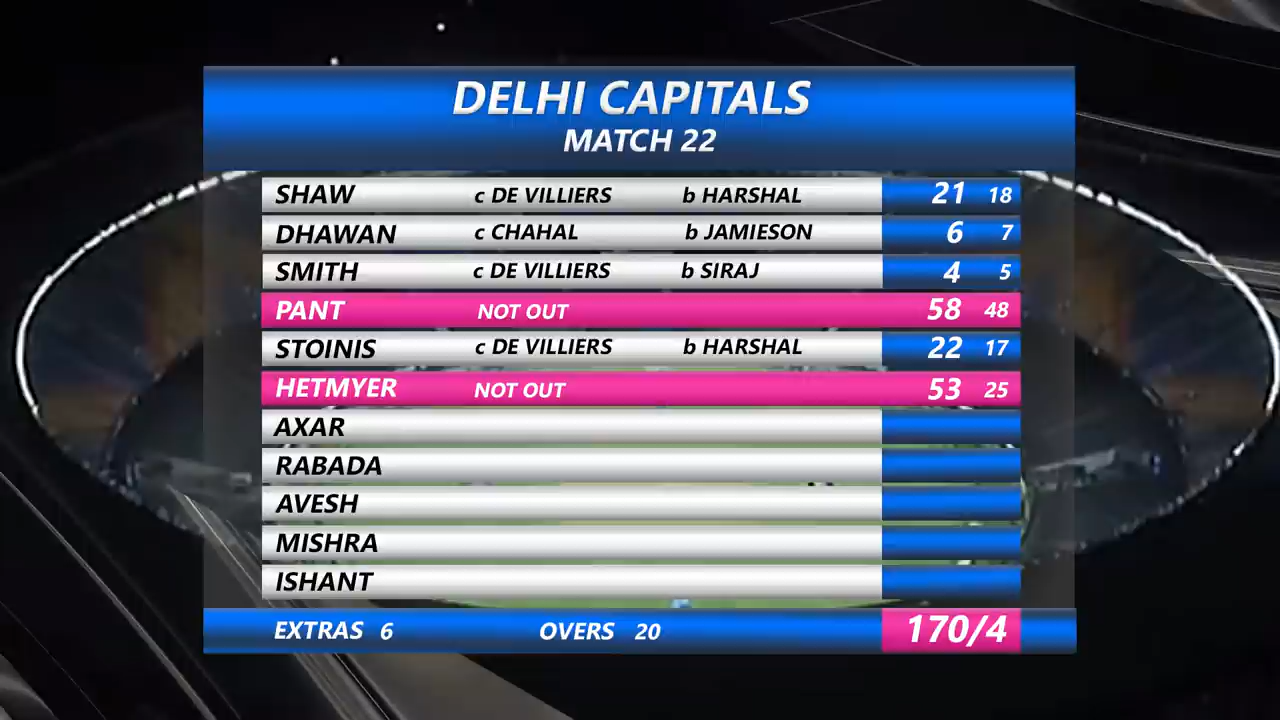 DELHI CAPITALS
MATCH 22
SHAW c DE VILLIERS b HARSHAL 21 18
DHAWAN c CHAHAL b JAMIESON 6 7
SMITH c DE VILLIERS b SIRAJ 4 5
PANT NOT OUT 58 48
STOINIS c DE VILLIERS b HARSHAL 22 17
HETMYER NOT OUT 53 25
AXAR
RABADA
AVESH
MISHRA
ISHANT
EXTRAS 6 OVERS 20 170/4